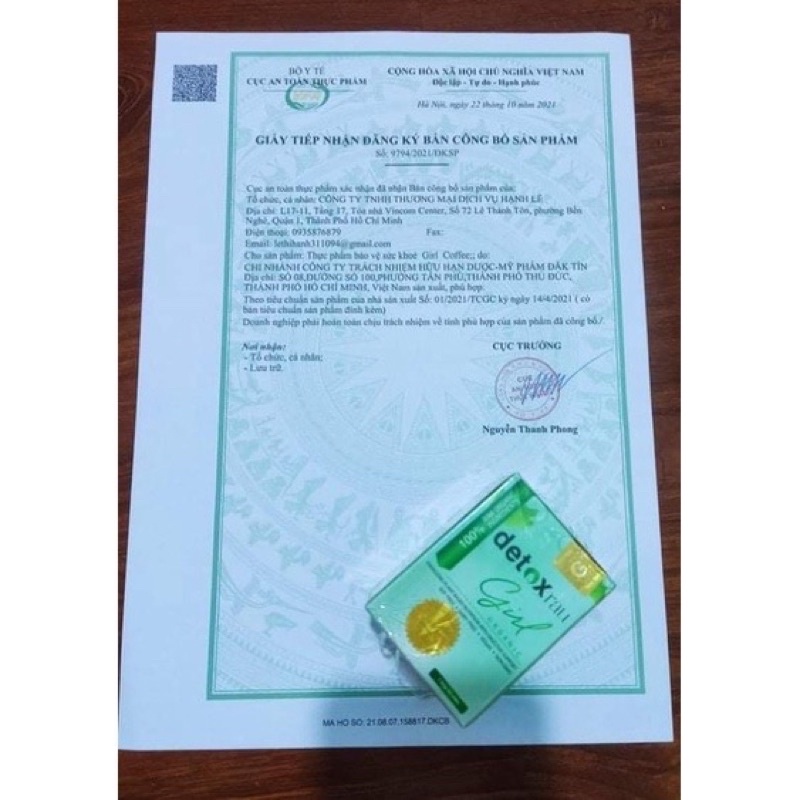 BỘ Y TẾ
CỤC AN TOÀN THỰC PHẨM
CỘNG HÒA XÃ HỘI CHỦ NGHĨA VIỆT NAM
Độc lập - Tự do - Hạnh phúc
Hà Nội, ngày 22 tháng 10 năm 2021
GIẤY TIẾP NHẬN ĐĂNG KÝ BẢN CÔNG BỐ SẢN PHẨM
Số: 9794/2021/ĐKSP
Cục an toàn thực phẩm xác nhận đã nhận Bản công bố sản phẩm của:
Tổ chức, cá nhân: CÔNG TY TNHH THƯƠNG MẠI DỊCH VỤ HẠNH LÊ
Địa chỉ: L17-11, Tầng 17, Tòa nhà Vincom Center, Số 72 Lê Thánh Tôn, phường Bến
Nghé, Quận 1, Thành Phố Hồ Chí Minh
Điện thoại: 0935876879 Fax:
Email: lethihanh311094@gmail.com
Cho sản phẩm: Thực phẩm bảo vệ sức khoẻ Girl Coffee;; do:
CHI NHÁNH CÔNG TY TRÁCH NHIỆM HỮU HẠN DƯỢC-MỸ PHẨM ĐẮK TÍN
Địa chỉ: SỐ 08,ĐƯỜNG SỐ 100,PHƯỜNG TÂN PHÚ,THÀNH PHỐ THỦ ĐỨC,
THÀNH PHỐ HỒ CHÍ MINH, Việt Nam sản xuất, phù hợp:
Theo tiêu chuẩn sản phẩm của nhà sản xuất Số: 01/2021/TCGC ký ngày 14/4/2021 ( có
bản tiêu chuẩn sản phẩm đính kèm)
Doanh nghiệp phải hoàn toàn chịu trách nhiệm về tính phù hợp của sản phẩm đã công bố./.
Nơi nhận:
- Tổ chức, cá nhân;
- Lưu trữ.
CỤC TRƯỞNG
CỤC
Nguyễn Thanh Phong
100%
detox rau
Girl
ORGANIC
MA HO SO: 21.08.07.158817.DKCB